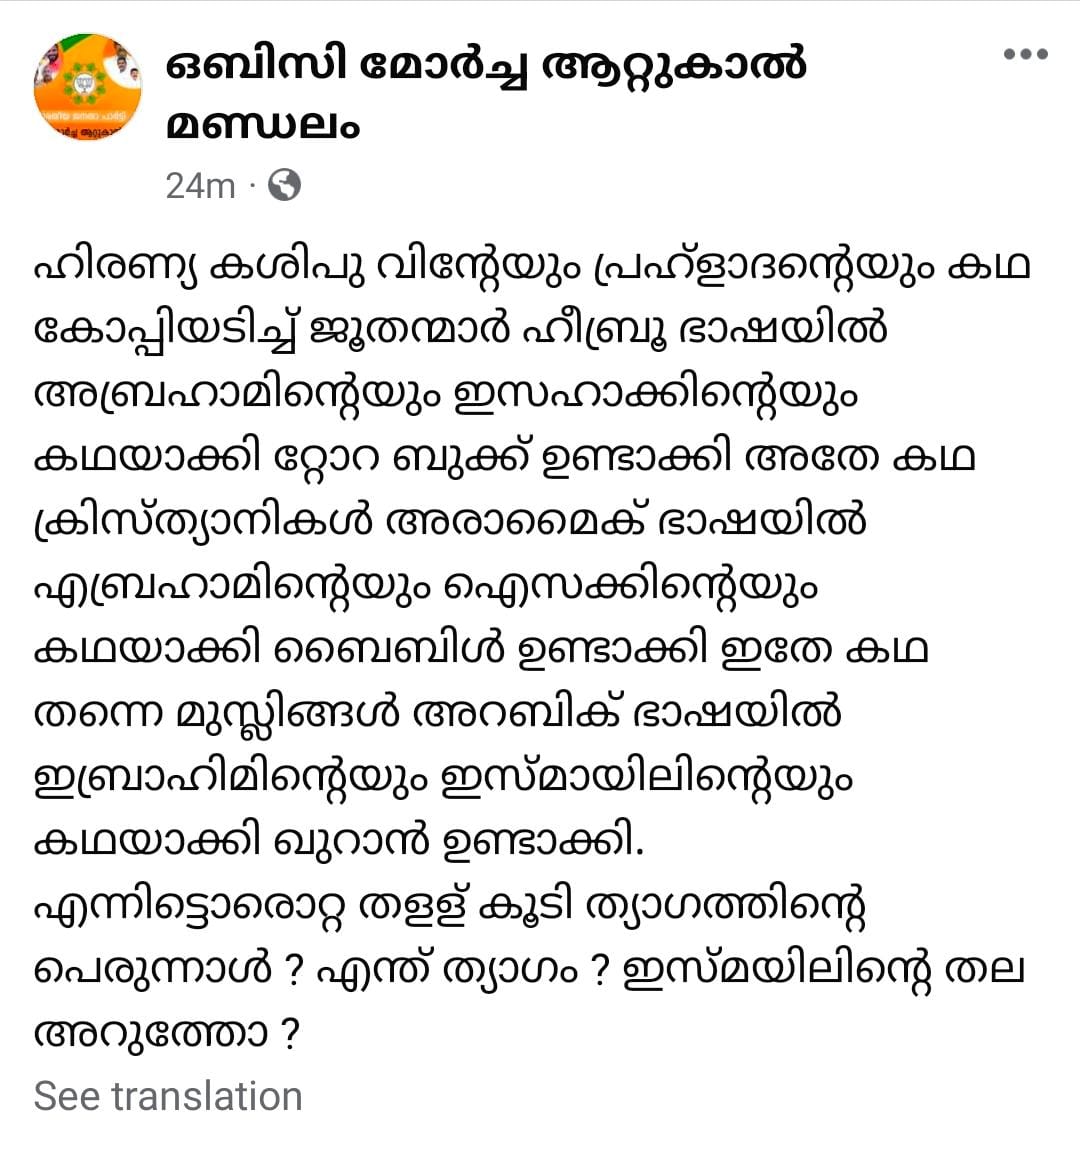 ഒബിസി മോർച്ച ആറ്റുകാൽ
മണ്ഡലം
24m ·
ഹിരണ്യ കശിപു വിന്റേയും പ്രഹ്ളാദന്റെയും കഥ
കോപ്പിയടിച്ച് ജൂതന്മാർ ഹീബ്രൂ ഭാഷയിൽ
അബ്രഹാമിന്റെയും ഇസഹാക്കിന്റെയും
കഥയാക്കി റ്റോറ ബുക്ക് ഉണ്ടാക്കി അതേ കഥ
ക്രിസ്ത്യാനികൾ അരാമൈക് ഭാഷയിൽ
എബ്രഹാമിന്റെയും ഐസക്കിന്റെയും
കഥയാക്കി ബൈബിൾ ഉണ്ടാക്കി ഇതേ കഥ
തന്നെ മുസ്ലിങ്ങൾ അറബിക് ഭാഷയിൽ
ഇബ്രാഹിമിന്റെയും ഇസ്മായിലിന്റെയും
കഥയാക്കി ഖുറാൻ ഉണ്ടാക്കി.
എന്നിട്ടൊരൊറ്റ തളള് കൂടി ത്യാഗത്തിന്റെ
പെരുന്നാൾ ? എന്ത് ത്യാഗം ? ഇസ്മയിലിന്റെ തല
അറുത്തോ ?
See translation